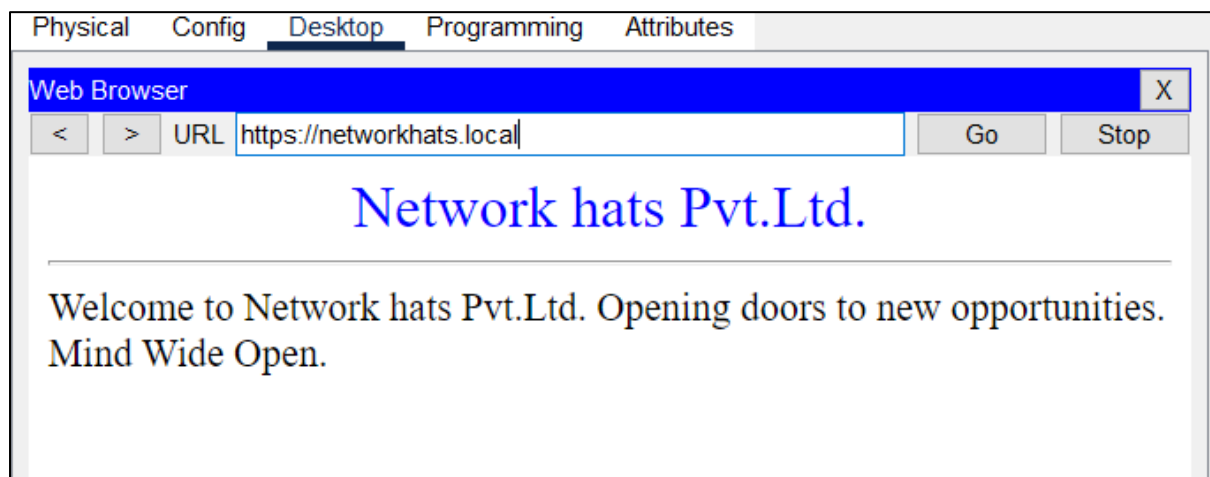 Physical Config Desktop Programming Attributes
Web Browser X
< > URL https://networkhats.local Go Stop
Network hats Pvt.Ltd.
Welcome to Network hats Pvt.Ltd. Opening doors to new opportunities.
Mind Wide Open.